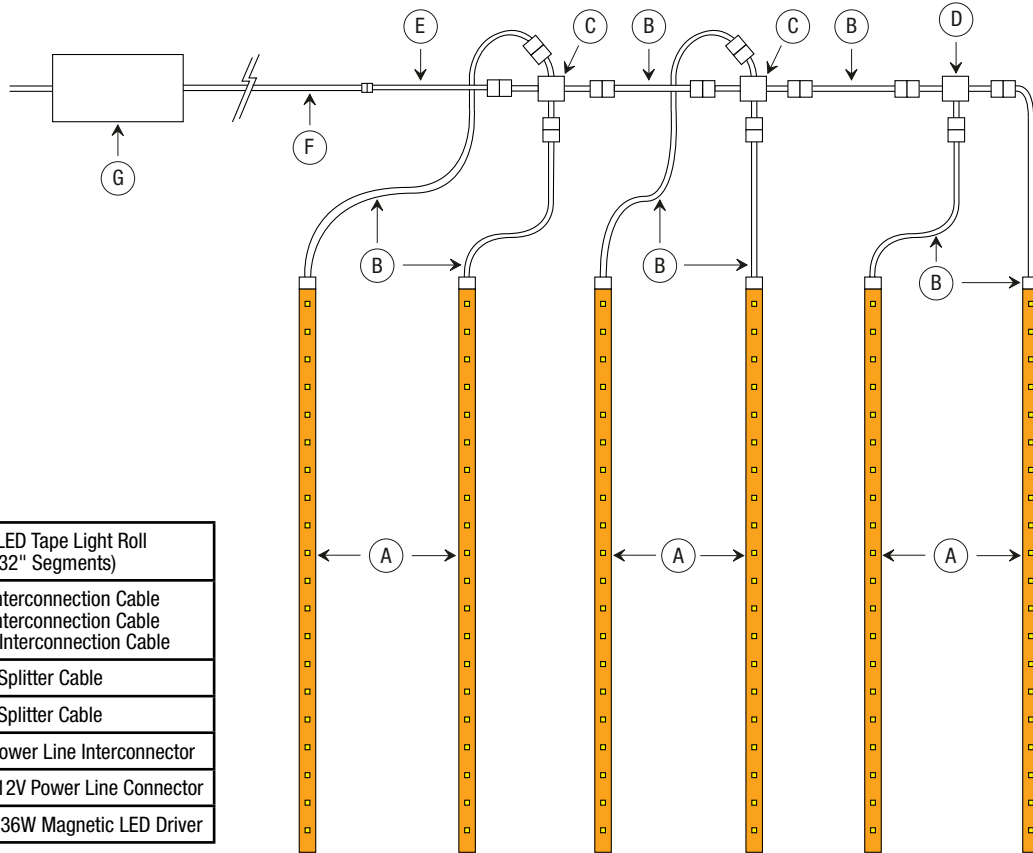 E
B
C
B
C
D
F
G
B
B
B
A
A
A
LED Tape Light Roll
32" Segments)
nterconnection Cable
nterconnection Cable
Interconnection Cable
Splitter Cable
Splitter Cable
ower Line Interconnector
12V Power Line Connector
36W Magnetic LED Driver